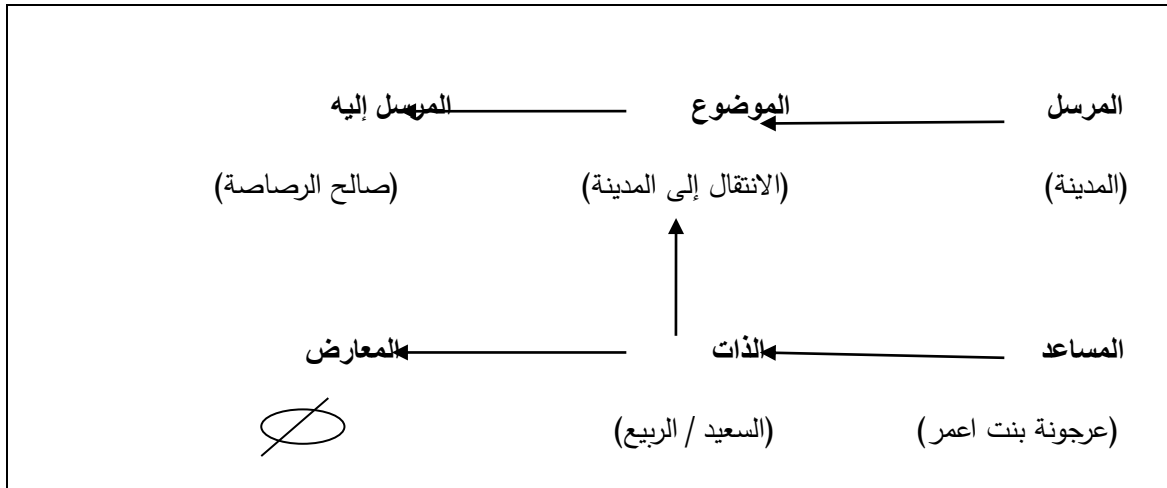 المرسل الموضوع المرسل إليه
(المدينة) (الانتقال إلى المدينة) (صالح الرصاصة)
المساعد الذات المعارض
(عرجونة بنت اعمر) (السعيد / الربيع)